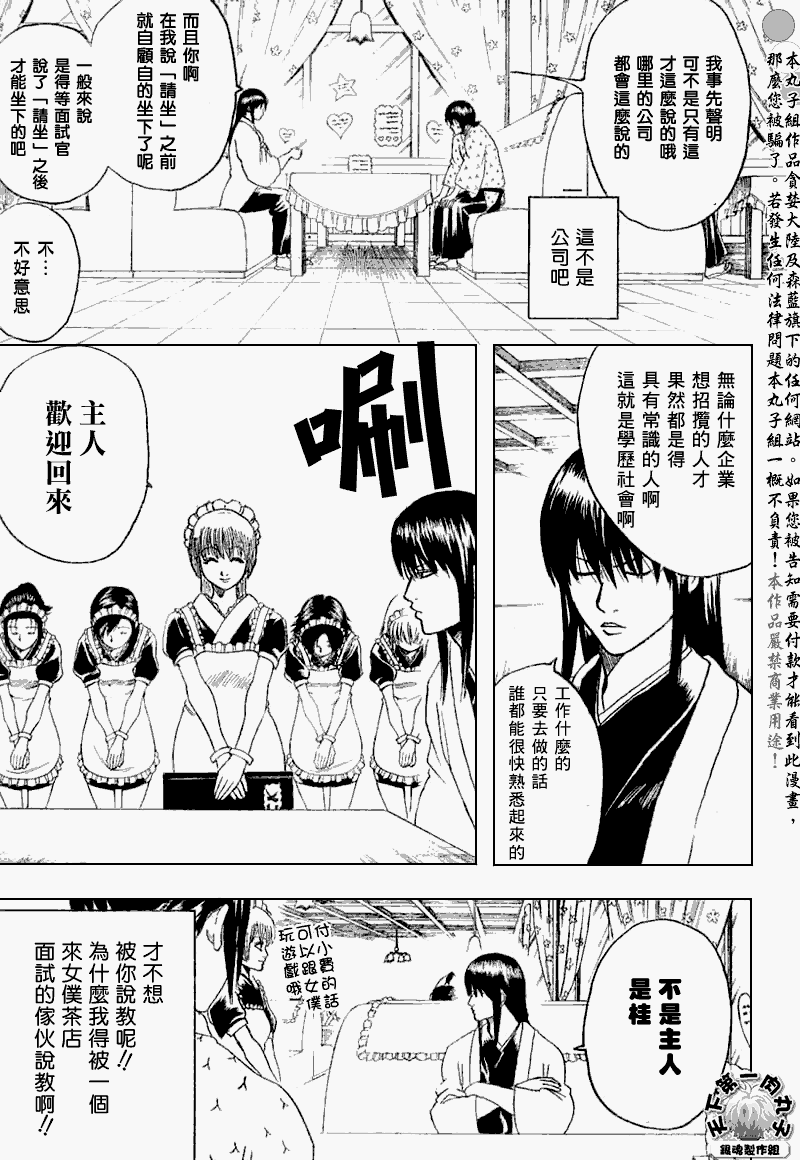 我事先聲明
可不是只有這
才這麼說的哦
哪里的公司
都會這麼說的
這不是
公司吧
而且你啊
在我說「請坐」之前
就自顧自的坐下了呢
一般來說
是得等面試官
說了「請坐」之後
才能坐下的吧
不…
不好意思
無論什麼企業
想招攬的人才
果然都是得
具有常識的人啊
這就是學歷社會啊
工作什麼的
只要去做的話
誰都能很快熟悉起來的
唰
主人
歡迎回來
不是主人
是桂
付小費的話
可以跟女僕
玩遊戲哦
才不想
被你說教呢!!
為什麼我得被一個
來女僕茶店
面試的傢伙說教啊!!
本丸子組作品貪婪大陸及森藍旗下的任何網站。如果您被告知需要付款才能看到此漫畫，
那麼您被騙了。若發生任何法律問題本丸子組一概不負責！本作品嚴禁商業用途！
天下第一肉丸子
銀魂製作組